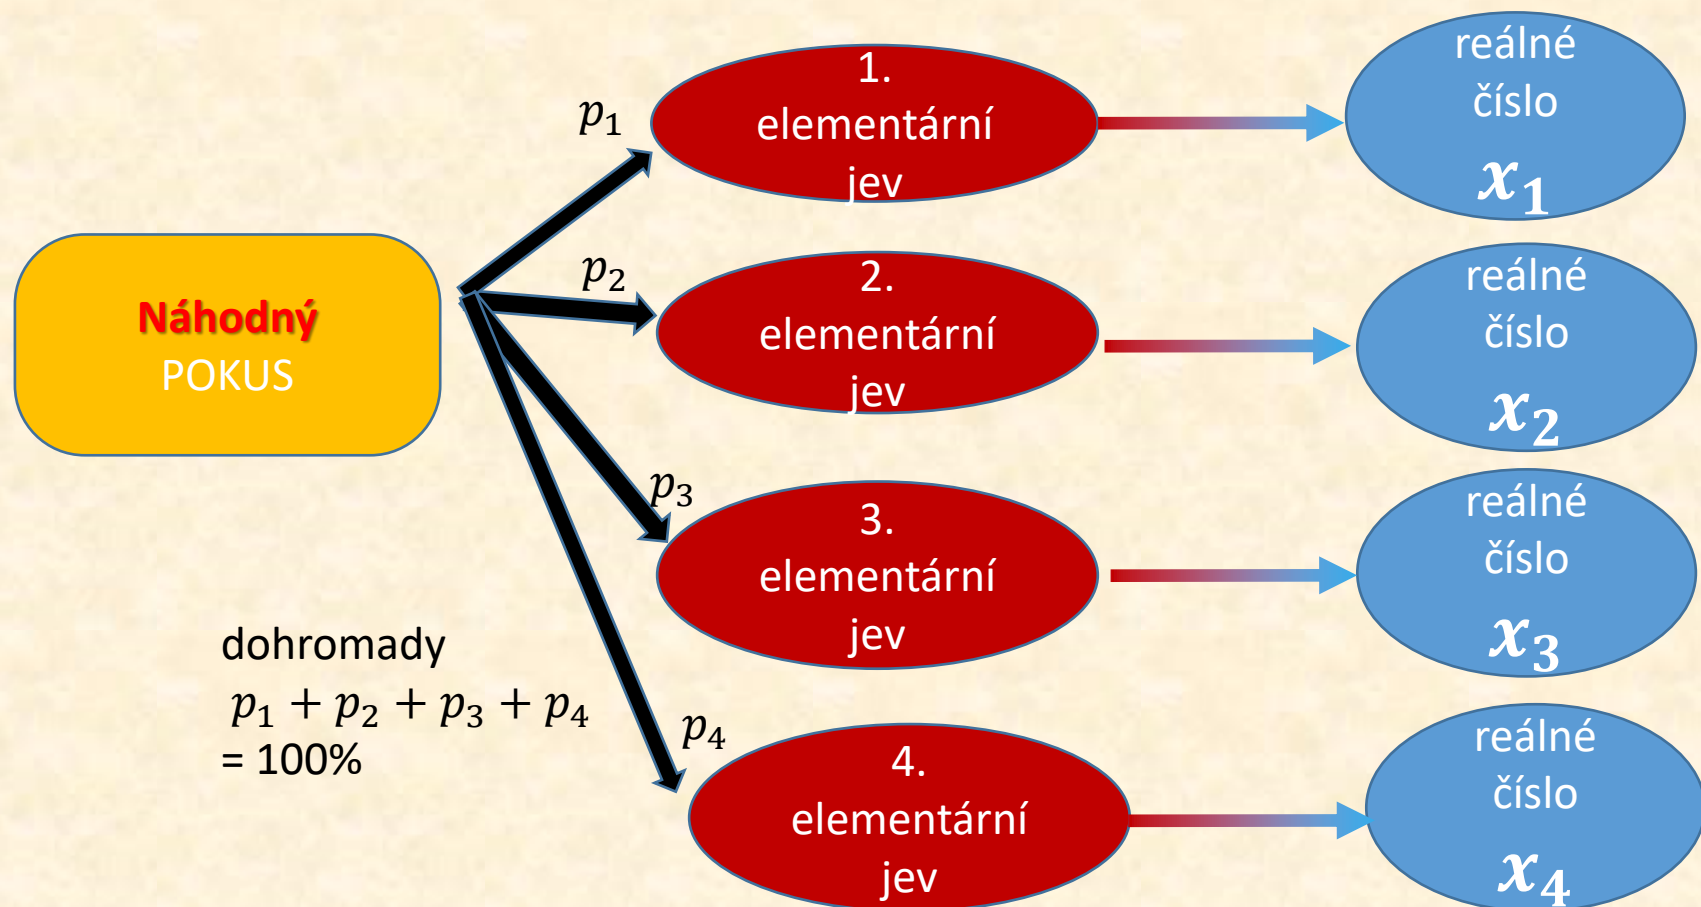 Náhodný
POKUS
p₁
1.
elementární
jev
reálné
číslo
x₁
p₂
2.
elementární
jev
reálné
číslo
x₂
p₃
3.
elementární
jev
reálné
číslo
x₃
p₄
4.
elementární
jev
reálné
číslo
x₄
dohromady
p₁ + p₂ + p₃ + p₄
= 100%